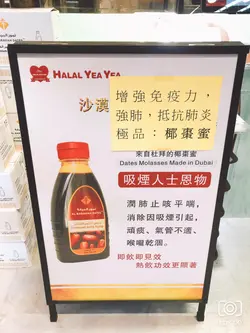 HALAL YEA YEA
沙漠
增強免疫力,
強肺,抵抗肺炎
極品:椰棗蜜
來自杜拜的椰棗蜜
Dates Molasses Made in Dubai
吸煙人士恩物
潤肺止咳平喘,
消除因吸煙引起,
頑痰、氣管不適、
喉嚨乾涸。
即飲即見效
熱飲功效更顯著